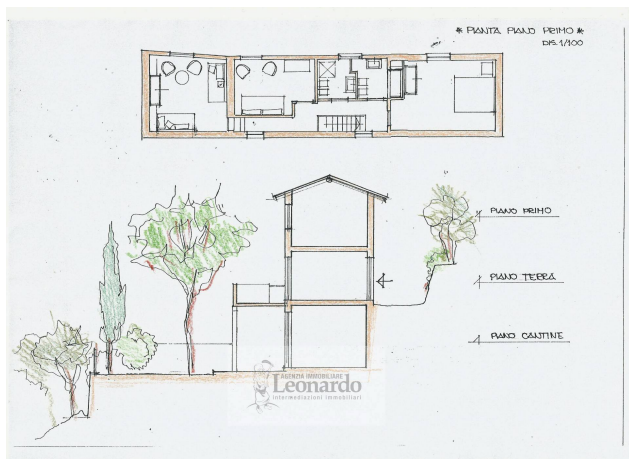 * PIANTA PIANO PRIMO *
DIS. 1/100
PIANO PRIMO
PIANO TERRA
PIANO CANTINE
AGENZIA IMMOBILIARE
Leonardo
intermediazioni immobiliari